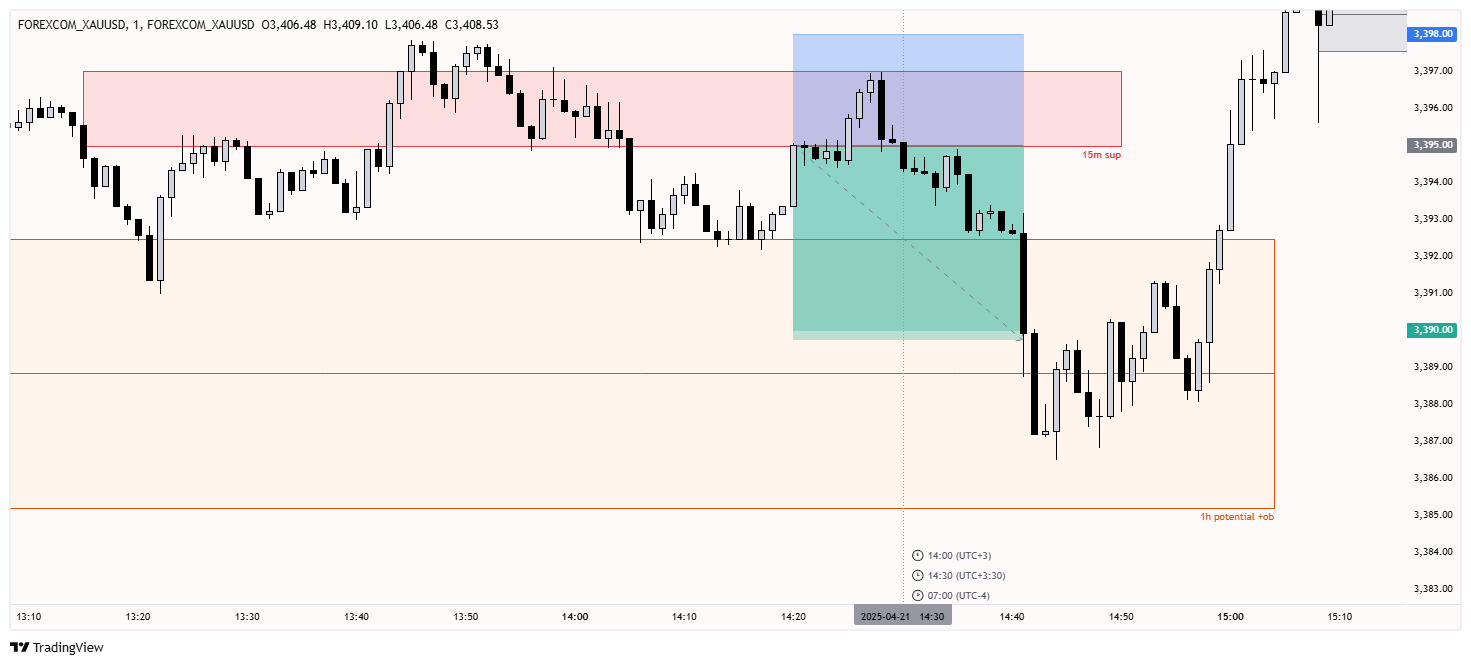 FOREXCOM_XAUUSD, 1, FOREXCOM_XAUUSD O3,406.48 H3,409.10 L3,406.48 C3,408.53
3,398.00
3,397.00
3,396.00
3,395.00
15m sup
3,394.00
3,393.00
3,392.00
3,391.00
3,390.00
3,389.00
3,388.00
3,387.00
3,386.00
3,385.00
1h potential +ob
3,384.00
3,383.00
14:00 (UTC+3)
14:30 (UTC+3:30)
07:00 (UTC-4)
13:10 13:20 13:30 13:40 13:50 14:00 14:10 14:20 2025-04-21 14:30 14:40 14:50 15:00 15:10
TradingView